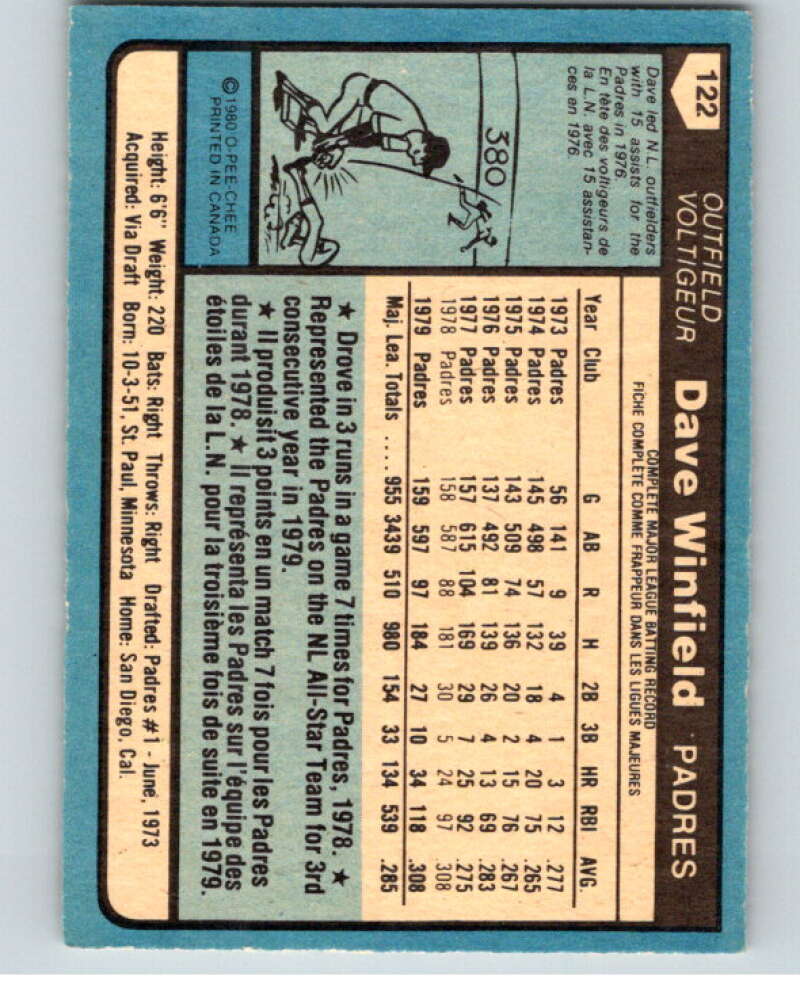 122
OUTFIELD
VOLTIGEUR
Dave Winfield PADRES
Dave led N.L. outfielders
with 15 assists for the
Padres in 1976.
En tête des voltigeurs de
la L.N. avec 15 assistan-
ces en 1976.
380
© 1980 O-PEE-CHEE
PRINTED IN CANADA
COMPLETE MAJOR LEAGUE BATTING RECORD
FICHE COMPLETE COMME FRAPPEUR DANS LES LIGUES MAJEURES
Year Club G AB R H 2B 3B HR RBI AVG.
1973 Padres 56 141 9 39 4 1 3 12 .277
1974 Padres 145 498 57 132 18 4 20 75 .265
1975 Padres 143 509 74 136 20 2 15 76 .267
1976 Padres 137 492 81 139 26 4 13 69 .283
1977 Padres 157 615 104 169 29 7 25 92 .275
1978 Padres 158 587 88 181 30 5 24 97 .308
1979 Padres 159 597 97 184 27 10 34 118 .308
Maj. Lea. Totals .... 955 3439 510 980 154 33 134 539 .285
★ Drove in 3 runs in a game 7 times for Padres, 1978. ★
Represented the Padres on the NL All-Star Team for 3rd
consecutive year in 1979.
★ Il produisit 3 points en un match 7 fois pour les Padres
durant 1978. ★ Il représenta les Padres sur l'équipe des
étoiles de la L.N. pour la troisième fois de suite en 1979.
Height: 6'6" Weight: 220 Bats: Right Throws: Right Drafted: Padres #1 - June, 1973
Acquired: Via Draft Born: 10-3-51, St. Paul, Minnesota Home: San Diego, Cal.